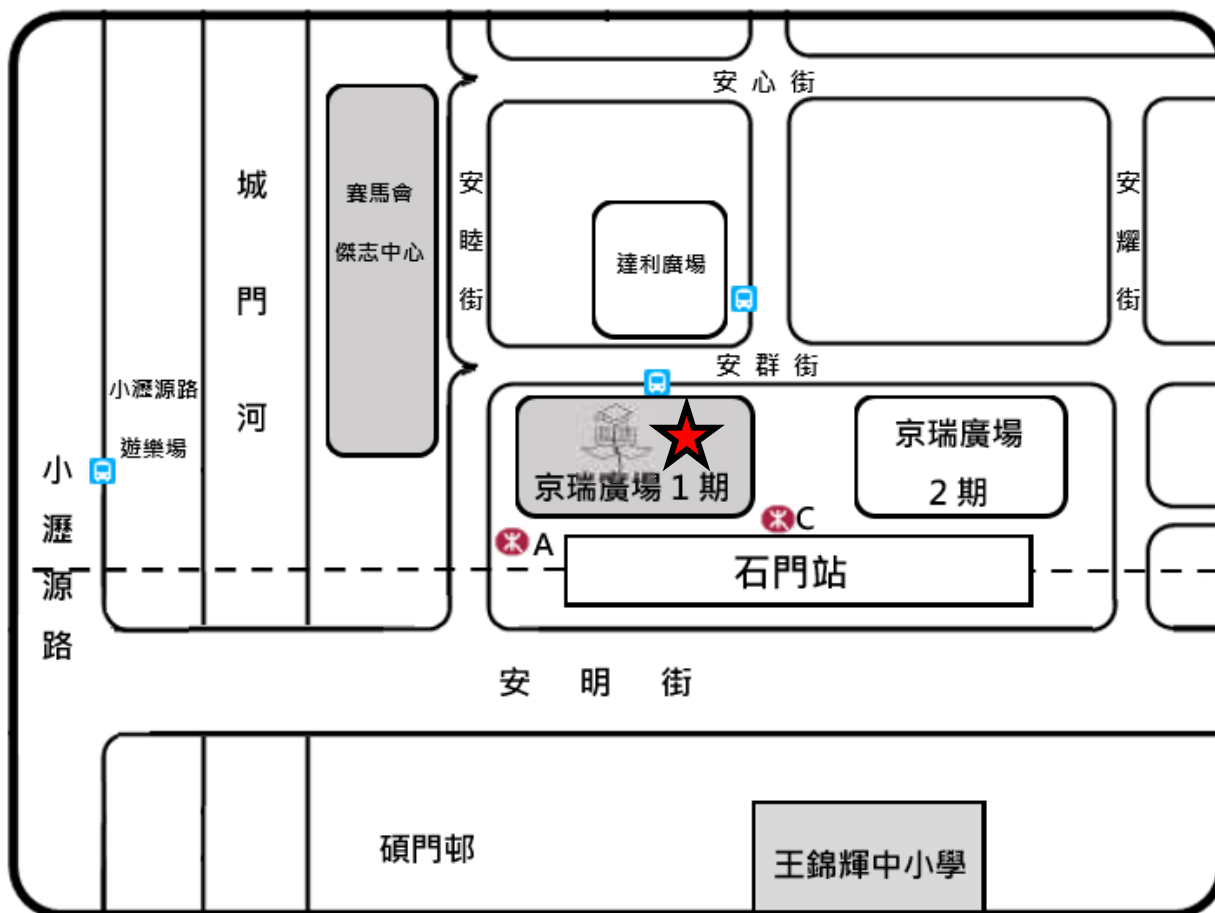 安心街
城門河
賽馬會
傑志中心
安睦街
安耀街
達利廣場
安群街
小瀝源路
遊樂場
京瑞廣場1期
京瑞廣場
2期
小瀝源路
A
C
石門站
安明街
碩門邨
王錦輝中小學